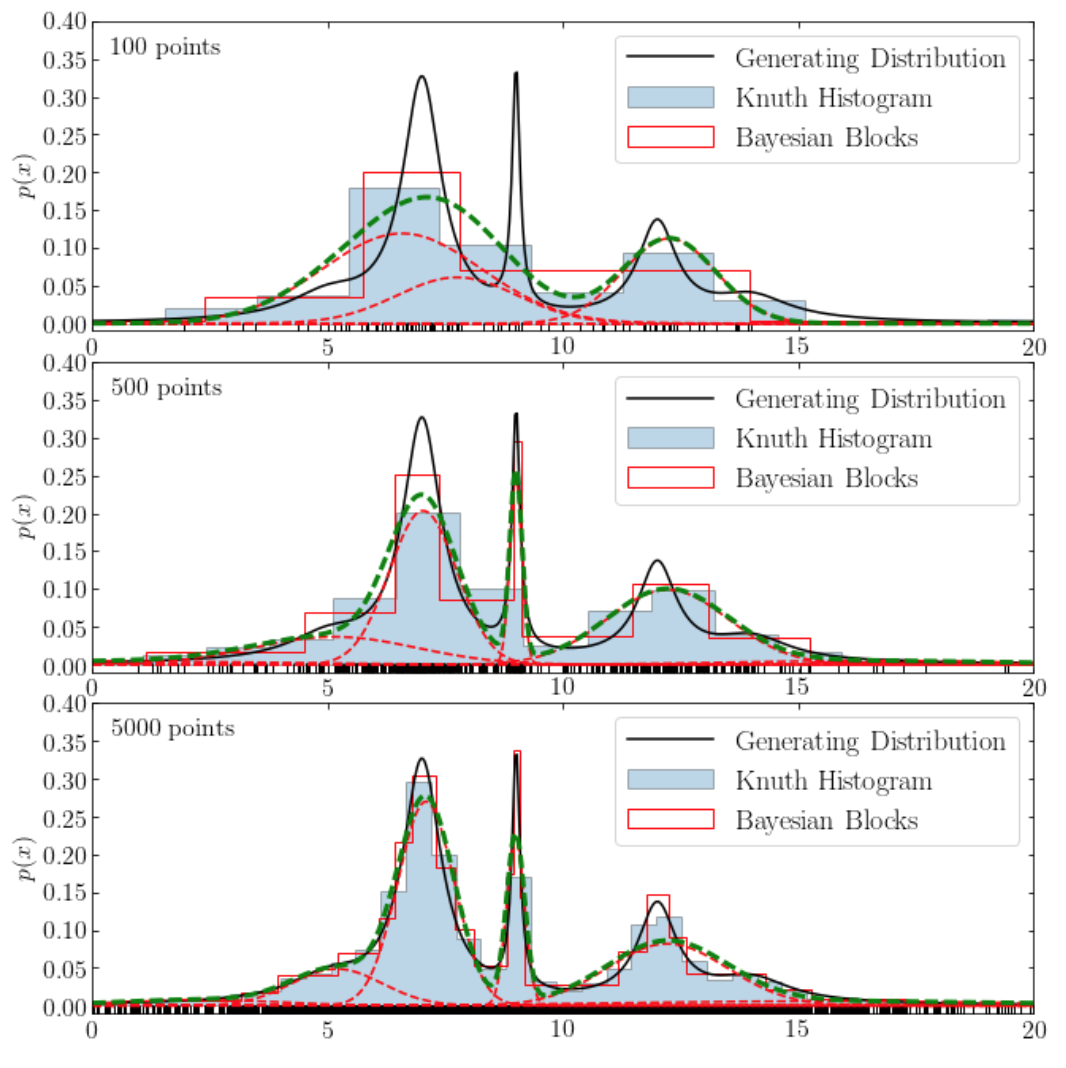 0.40
100 points
0.35
0.30
0.25
0.20
0.15
0.10
0.05
0.00
p(x)
Generating Distribution
Knuth Histogram
Bayesian Blocks
0 5 10 15 20
0.40
500 points
0.35
0.30
0.25
0.20
0.15
0.10
0.05
0.00
p(x)
Generating Distribution
Knuth Histogram
Bayesian Blocks
0 5 10 15 20
0.40
5000 points
0.35
0.30
0.25
0.20
0.15
0.10
0.05
0.00
p(x)
Generating Distribution
Knuth Histogram
Bayesian Blocks
0 5 10 15 20